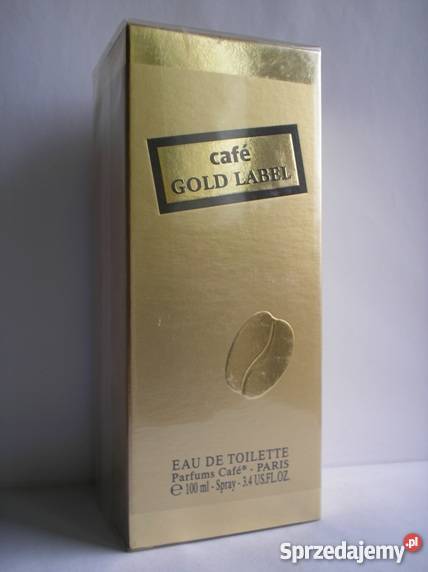 café
GOLD LABEL
EAU DE TOILETTE
Parfums Café® - PARIS
℮ 100 ml - Spray - 3.4 US.FL.OZ.
Sprzedajemy.pl